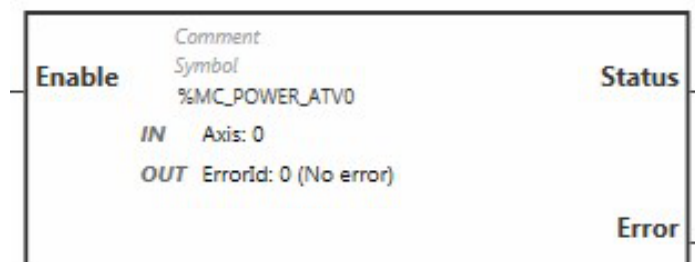 Comment
Symbol
Enable
Status
%MC_POWER_ATV0
IN Axis: 0
OUT ErrorId: 0 (No error)
Error